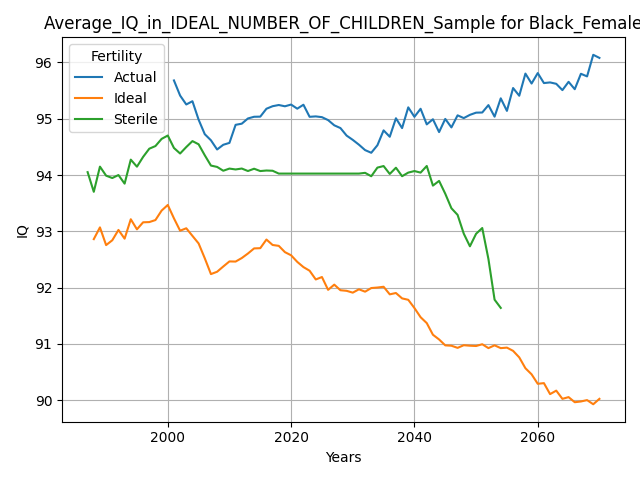 Average_IQ_in_IDEAL_NUMBER_OF_CHILDREN_Sample for Black_Female
Fertility
Actual
Ideal
Sterile
96
95
94
93
92
91
90
IQ
2000
2020
2040
2060
Years